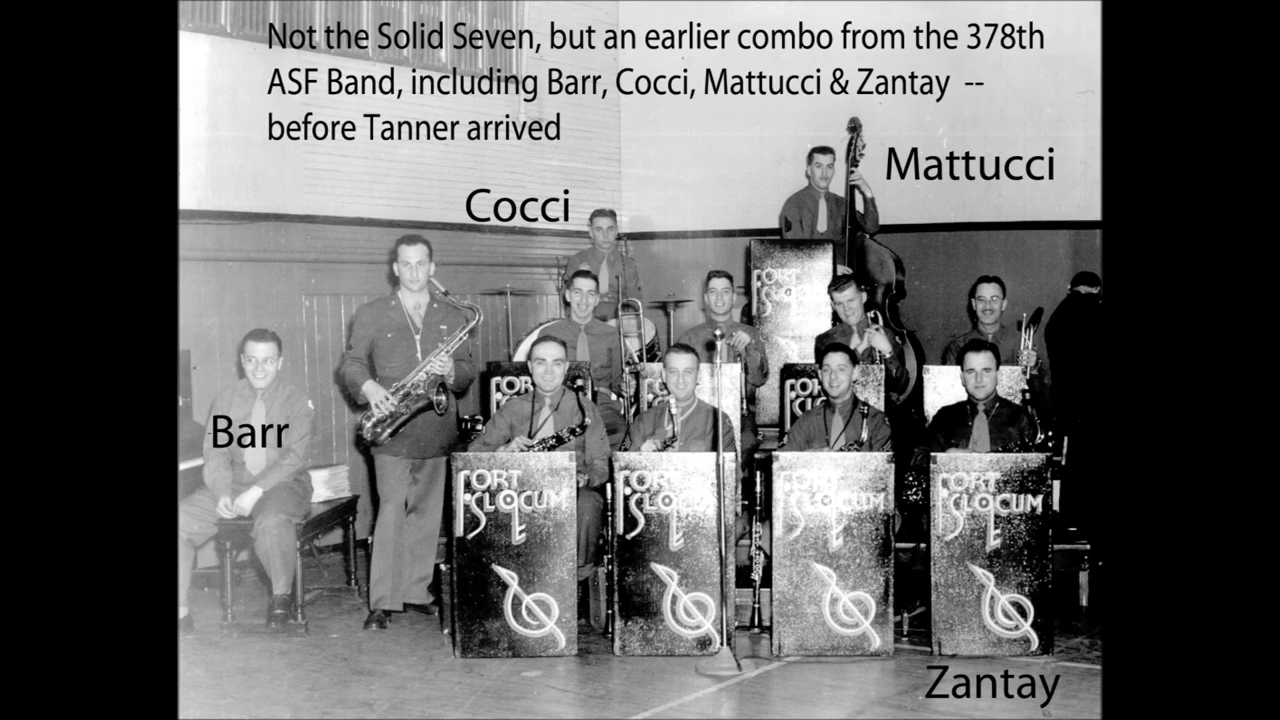 Not the Solid Seven, but an earlier combo from the 378th
ASF Band, including Barr, Cocci, Mattucci & Zantay --
before Tanner arrived
Mattucci
Cocci
Barr
FORT
FORT
SLOCUM
FORT
SLOCUM
FORT
SLOCUM
FORT
SLOCUM
Zantay